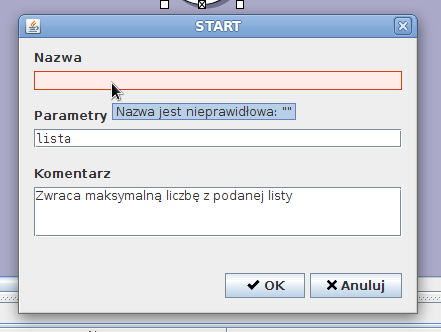 START
Nazwa
Nazwa jest nieprawidłowa: ""
Parametry
lista
Komentarz
Zwraca maksymalną liczbę z podanej listy
OK
Anuluj